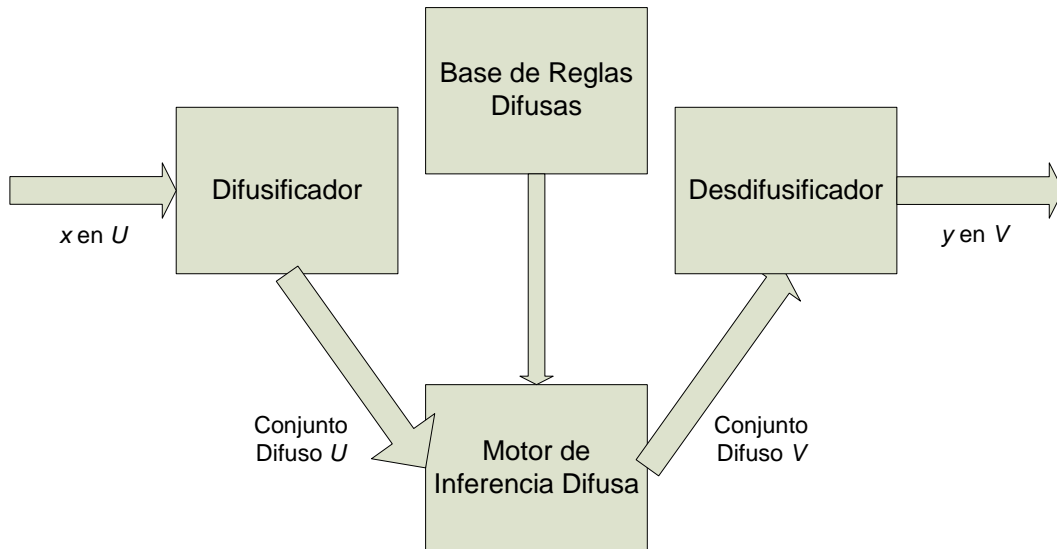 Base de Reglas
Difusas
Difusificador
Desdifusificador
x en U
y en V
Conjunto
Difuso U
Motor de
Inferencia Difusa
Conjunto
Difuso V